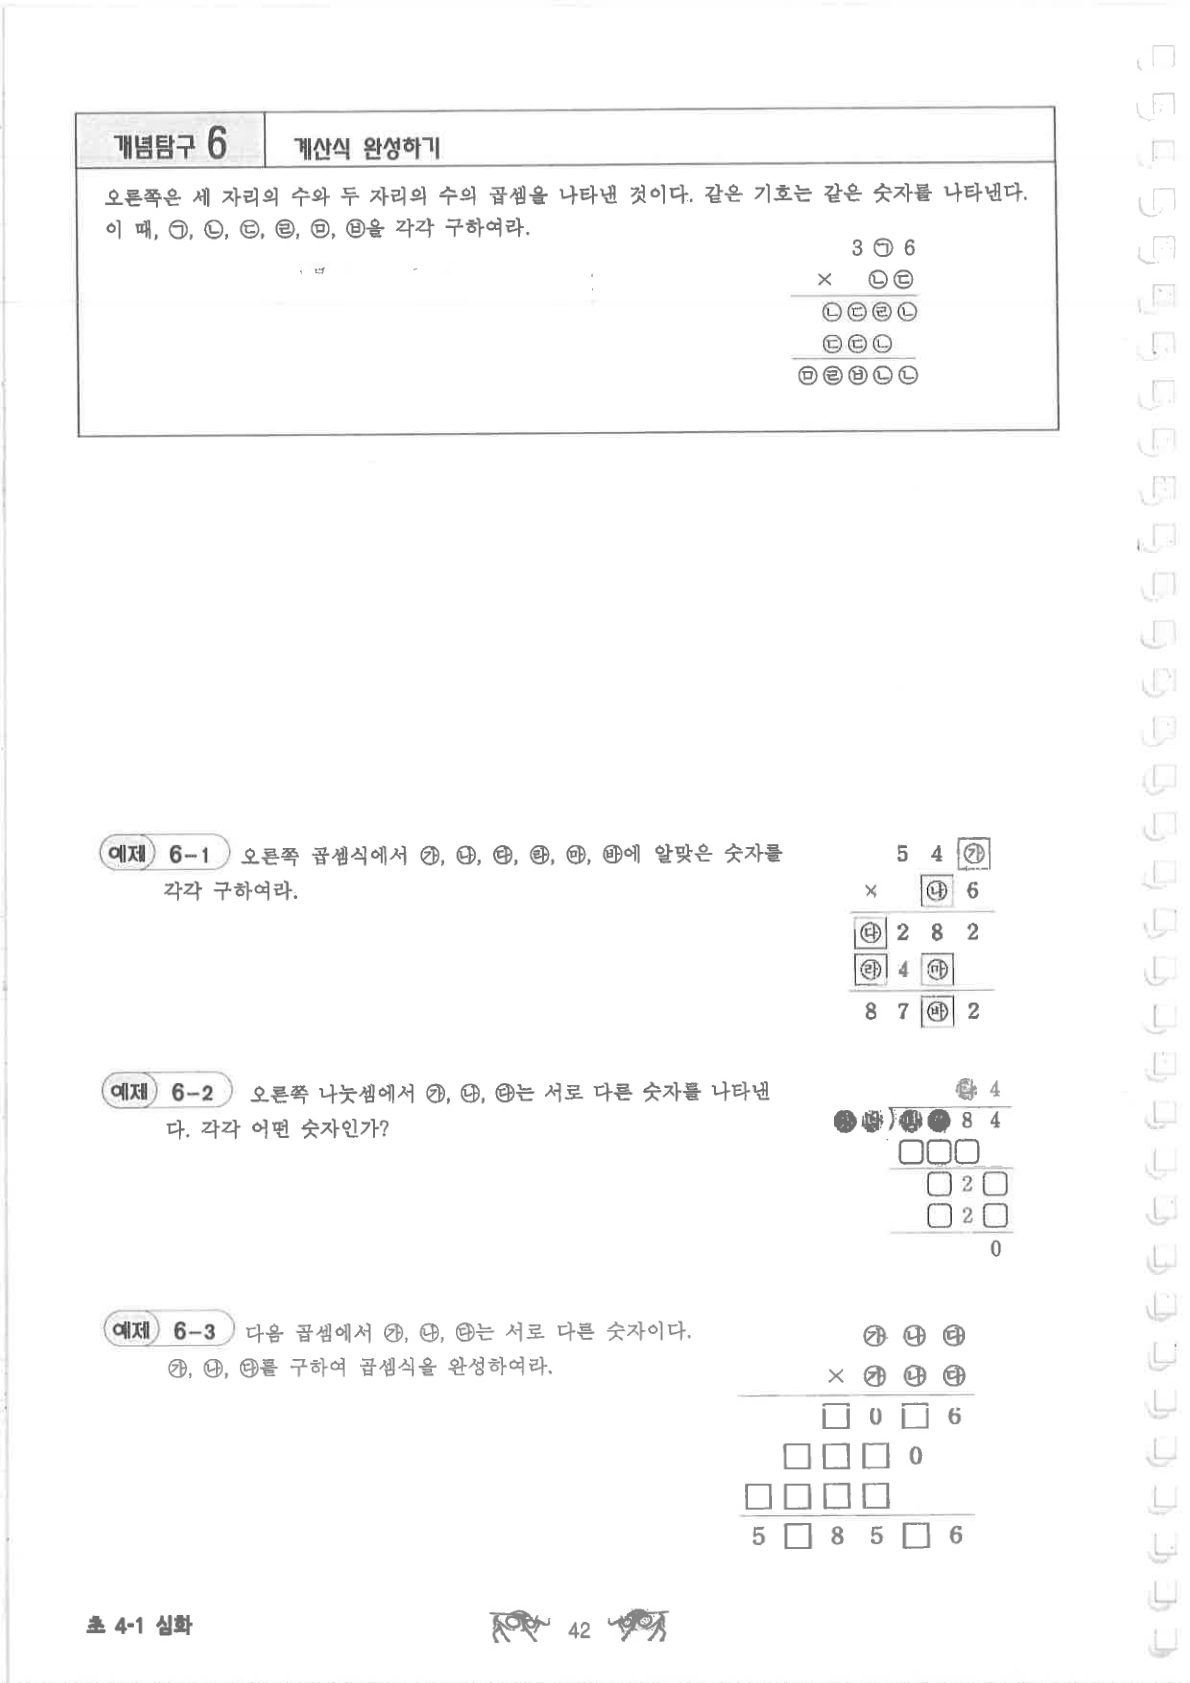 개념탐구 6 계산식 완성하기
오른쪽은 세 자리의 수와 두 자리의 수의 곱셈을 나타낸 것이다. 같은 기호는 같은 숫자를 나타낸다.
이 때, ㉠, ㉡, ㉢, ㉣, ㉤, ㉥을 각각 구하여라.
3 ㉠ 6
× ㉡ ㉢
㉡ ㉢ ㉣ ㉡
㉢ ㉢ ㉡
㉤ ㉣ ㉥ ㉡ ㉡
예제 6-1 오른쪽 곱셈식에서 ㉮, ㉯, ㉰, ㉱, ㉲, ㉳에 알맞은 숫자를
각각 구하여라.
5 4 ㉮
× ㉯ 6
㉰ 2 8 2
㉱ 4 ㉲
8 7 ㉳ 2
예제 6-2 오른쪽 나눗셈에서 ㉮, ㉯, ㉰는 서로 다른 숫자를 나타낸
다. 각각 어떤 숫자인가?
4
8 4
□ □ □
□ 2 □
□ 2 □
0
예제 6-3 다음 곱셈에서 ㉮, ㉯, ㉰는 서로 다른 숫자이다.
㉮, ㉯, ㉰를 구하여 곱셈식을 완성하여라.
㉮ ㉯ ㉰
× ㉮ ㉯ ㉰
□ 0 □ 6
□ □ □ 0
□ □ □ □
5 □ 8 5 □ 6
초 4-1 심화
42